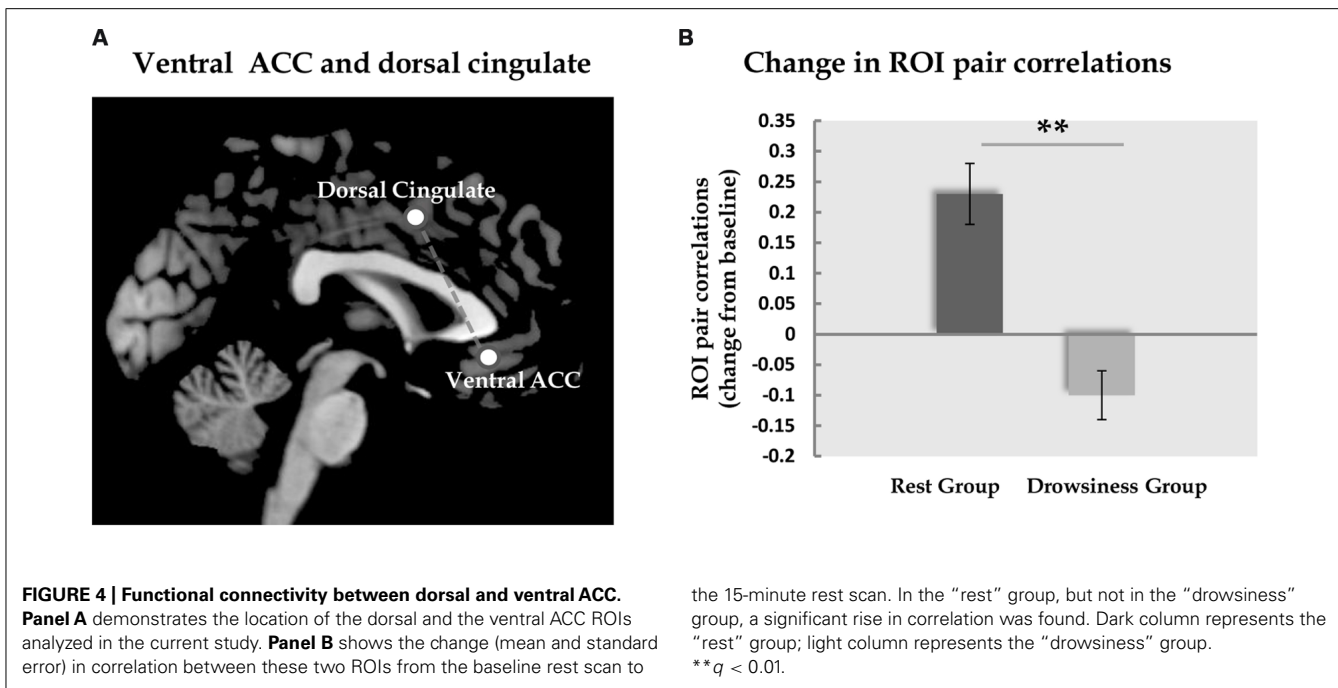 A
Ventral ACC and dorsal cingulate
Dorsal Cingulate
Ventral ACC
B
Change in ROI pair correlations
ROI pair correlations
(change from baseline)
0.35
0.3
0.25
0.2
0.15
0.1
0.05
0
-0.05
-0.1
-0.15
-0.2
**
Rest Group Drowsiness Group
FIGURE 4 | Functional connectivity between dorsal and ventral ACC.
Panel A demonstrates the location of the dorsal and the ventral ACC ROIs
analyzed in the current study. Panel B shows the change (mean and standard
error) in correlation between these two ROIs from the baseline rest scan to
the 15-minute rest scan. In the “rest” group, but not in the “drowsiness”
group, a significant rise in correlation was found. Dark column represents the
“rest” group; light column represents the “drowsiness” group.
**q < 0.01.